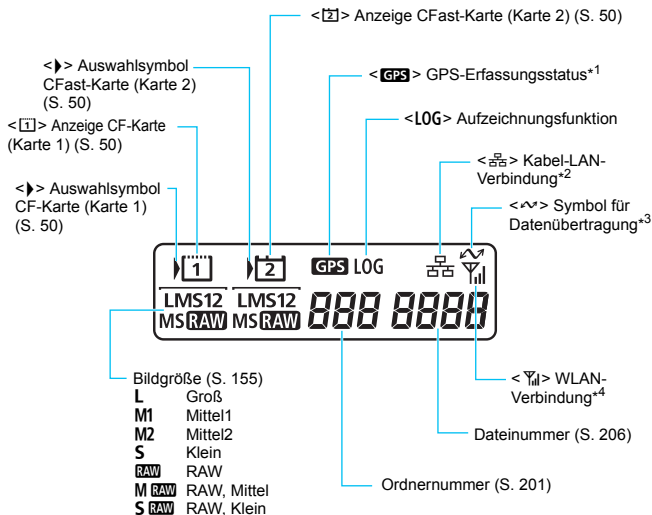 <[2]> Anzeige CFast-Karte (Karte 2) (S. 50)
<▶> Auswahlsymbol
CFast-Karte (Karte 2)
(S. 50)
<GPS> GPS-Erfassungsstatus*1
<[1]> Anzeige CF-Karte
(Karte 1) (S. 50)
<LOG> Aufzeichnungsfunktion
<▶> Auswahlsymbol
CF-Karte (Karte 1)
(S. 50)
< > Kabel-LAN-
Verbindung*2
< > Symbol für
Datenübertragung*3
1 2 GPS LOG
LMS12 LMS12
MS RAW MS RAW 888 8888
Bildgröße (S. 155)
L Groß
M1 Mittel1
M2 Mittel2
S Klein
RAW RAW
M RAW RAW, Mittel
S RAW RAW, Klein
< > WLAN-
Verbindung*4
Dateinummer (S. 206)
Ordnernummer (S. 201)